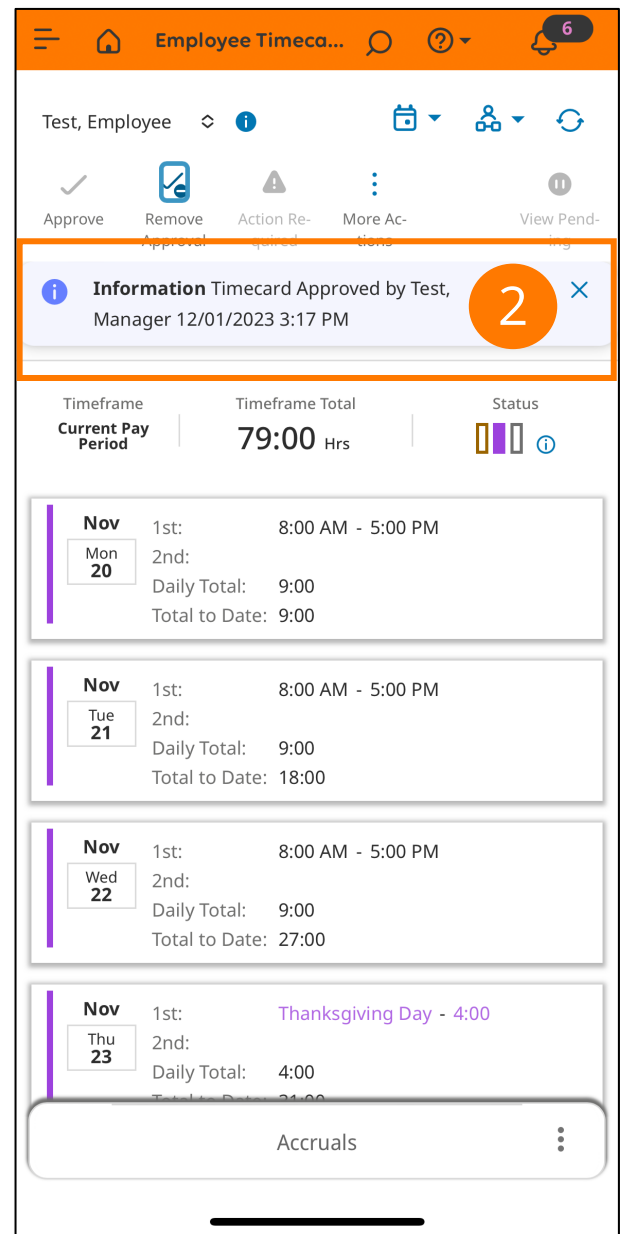 Employee Timeca...
6
Test, Employee
Approve
Remove Approval
Action Re-quired
More Ac-tions
View Pend-ing
Information Timecard Approved by Test,
Manager 12/01/2023 3:17 PM
2
Timeframe
Current Pay
Period
Timeframe Total
79:00 Hrs
Status
Nov
Mon
20
1st: 8:00 AM - 5:00 PM
2nd:
Daily Total: 9:00
Total to Date: 9:00
Nov
Tue
21
1st: 8:00 AM - 5:00 PM
2nd:
Daily Total: 9:00
Total to Date: 18:00
Nov
Wed
22
1st: 8:00 AM - 5:00 PM
2nd:
Daily Total: 9:00
Total to Date: 27:00
Nov
Thu
23
1st: Thanksgiving Day - 4:00
2nd:
Daily Total: 4:00
Total to Date: 31:00
Accruals